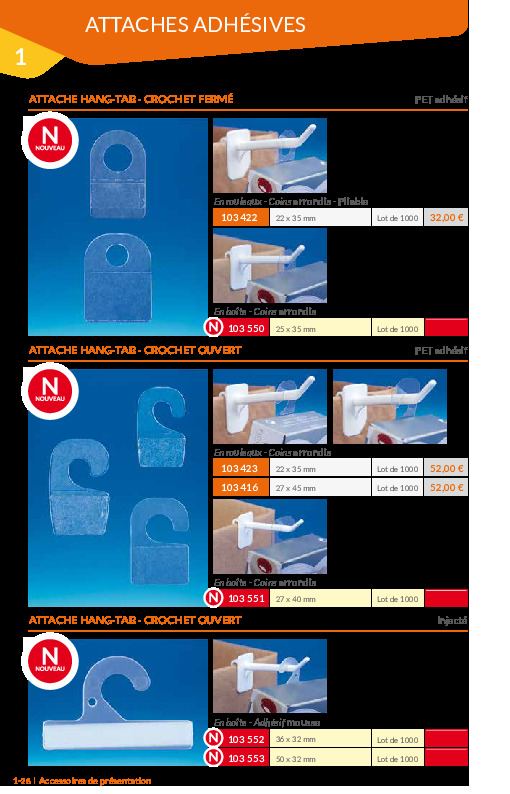 ATTACHES ADHÉSIVES
1
ATTACHE HANG-TAB - CROCHET FERMÉ PET adhésif
N
NOUVEAU
En rouleaux - Coins arrondis - Pliable
103 422 22 x 35 mm Lot de 1000 32,00 €
En boîte - Coins arrondis
N 103 550 25 x 35 mm Lot de 1000
ATTACHE HANG-TAB - CROCHET OUVERT PET adhésif
N
NOUVEAU
En rouleaux - Coins arrondis
103 423 22 x 35 mm Lot de 1000 52,00 €
103 416 27 x 45 mm Lot de 1000 52,00 €
En boîte - Coins arrondis
N 103 551 27 x 40 mm Lot de 1000
ATTACHE HANG-TAB - CROCHET OUVERT Injecté
N
NOUVEAU
En boîte - Adhésif mousse
N 103 552 36 x 32 mm Lot de 1000
N 103 553 50 x 32 mm Lot de 1000
1-26 | Accessoires de présentation